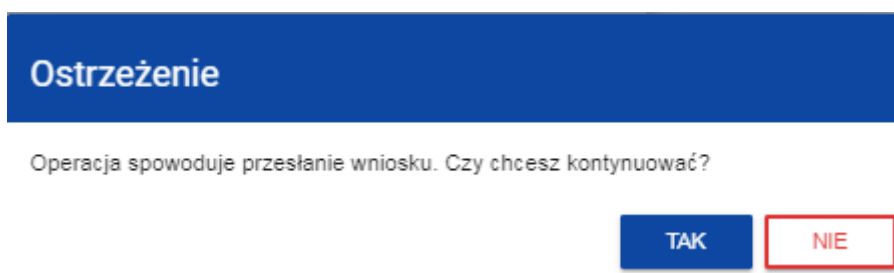 Ostrzeżenie
Operacja spowoduje przesłanie wniosku. Czy chcesz kontynuować?
TAK
NIE